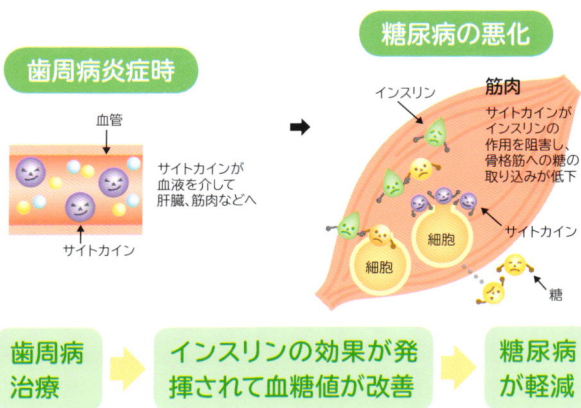 歯周病炎症時
血管
サイトカインが
血液を介して
肝臓、筋肉などへ
サイトカイン
糖尿病の悪化
インスリン
筋肉
サイトカインが
インスリンの
作用を阻害し、
骨格筋への糖の
取り込みが低下
サイトカイン
細胞
細胞
糖
歯周病
治療
インスリンの効果が発
揮されて血糖値が改善
糖尿病
が軽減